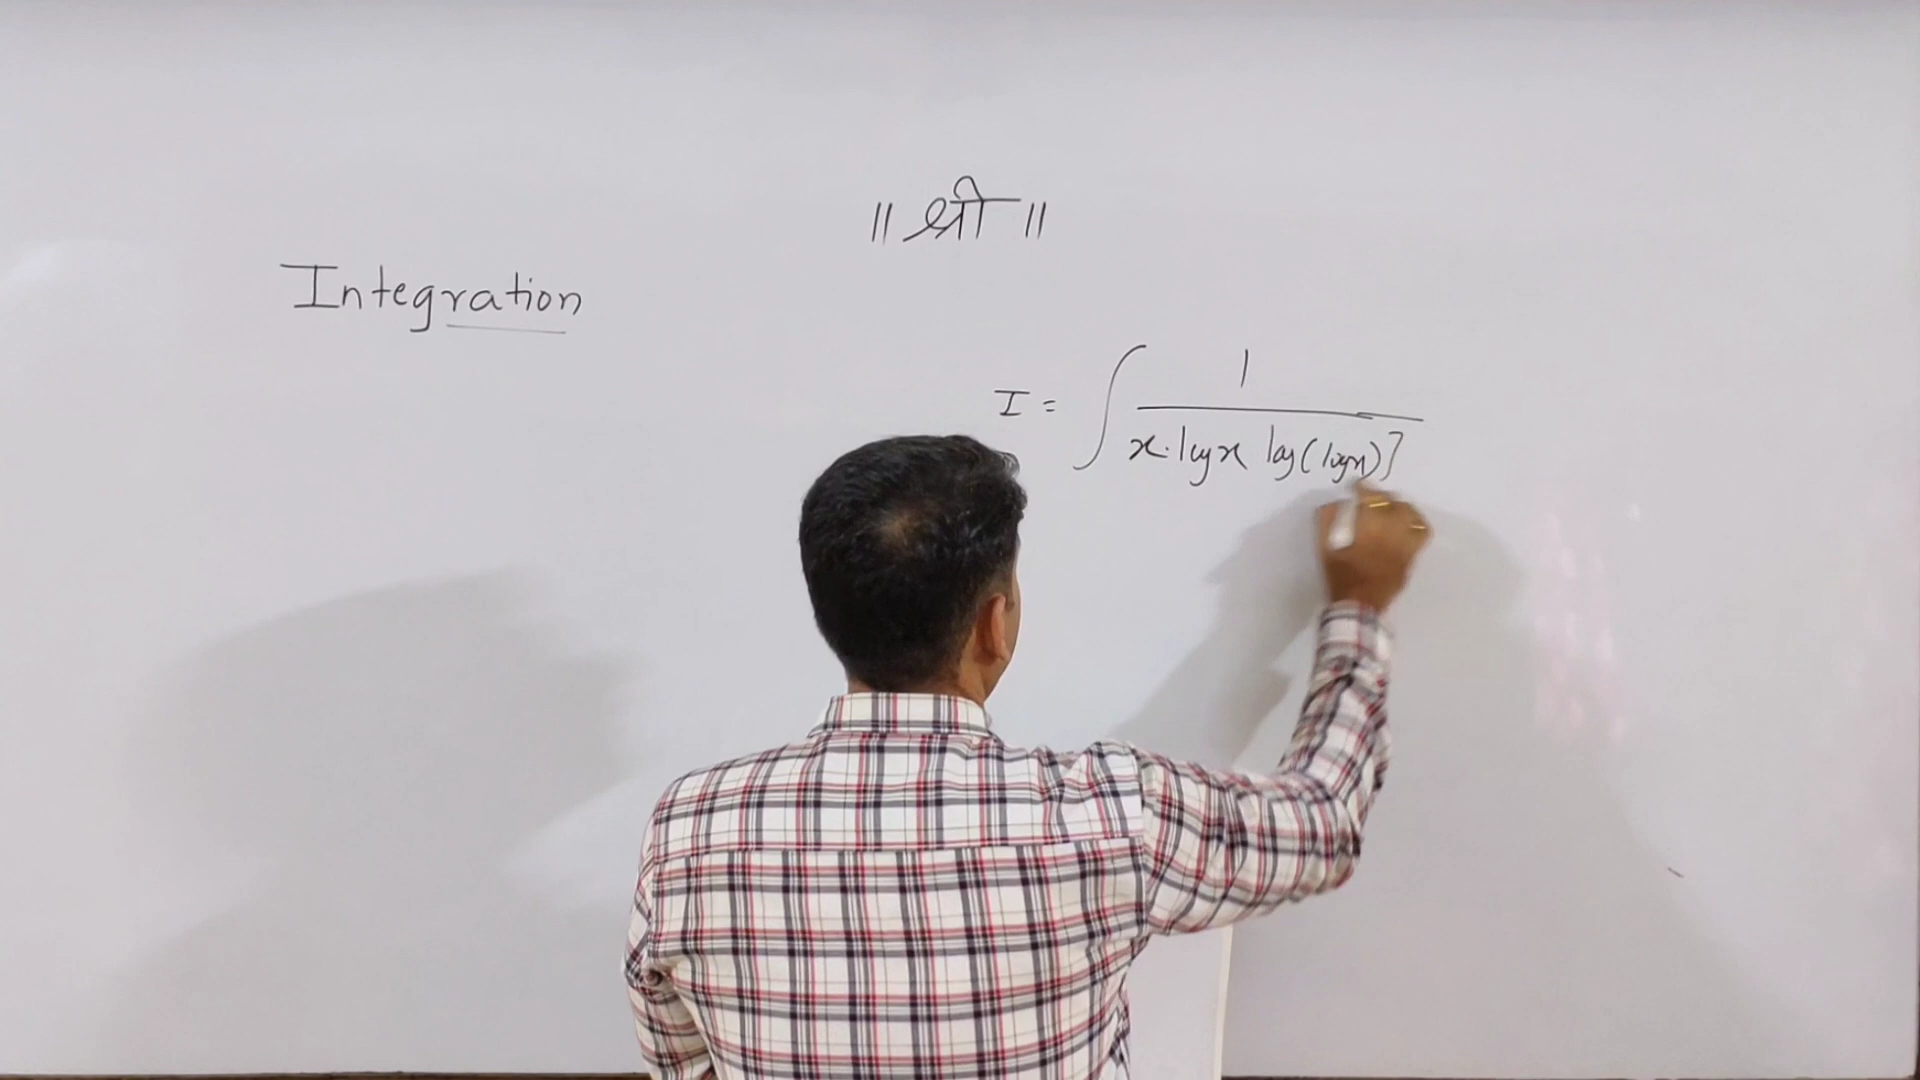 ॥ श्री ॥
Integration
I = ∫ 1 / x·logx log(logx)]